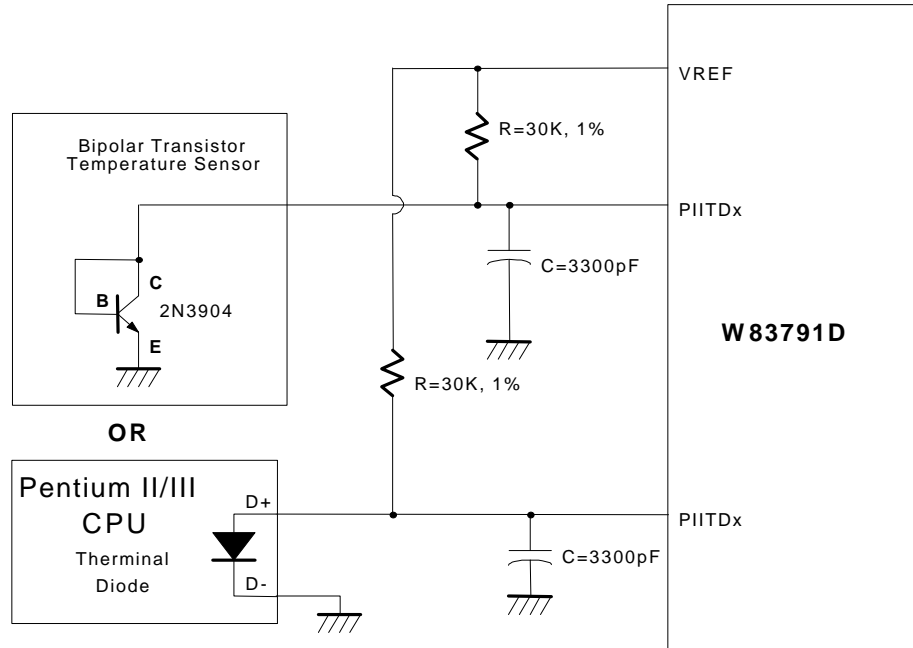 VREF
R=30K, 1%
Bipolar Transistor
Temperature Sensor
PIITDx
C=3300pF
C
B
2N3904
E
W83791D
R=30K, 1%
OR
Pentium II/III
CPU
Therminal
Diode
D+
D-
PIITDx
C=3300pF